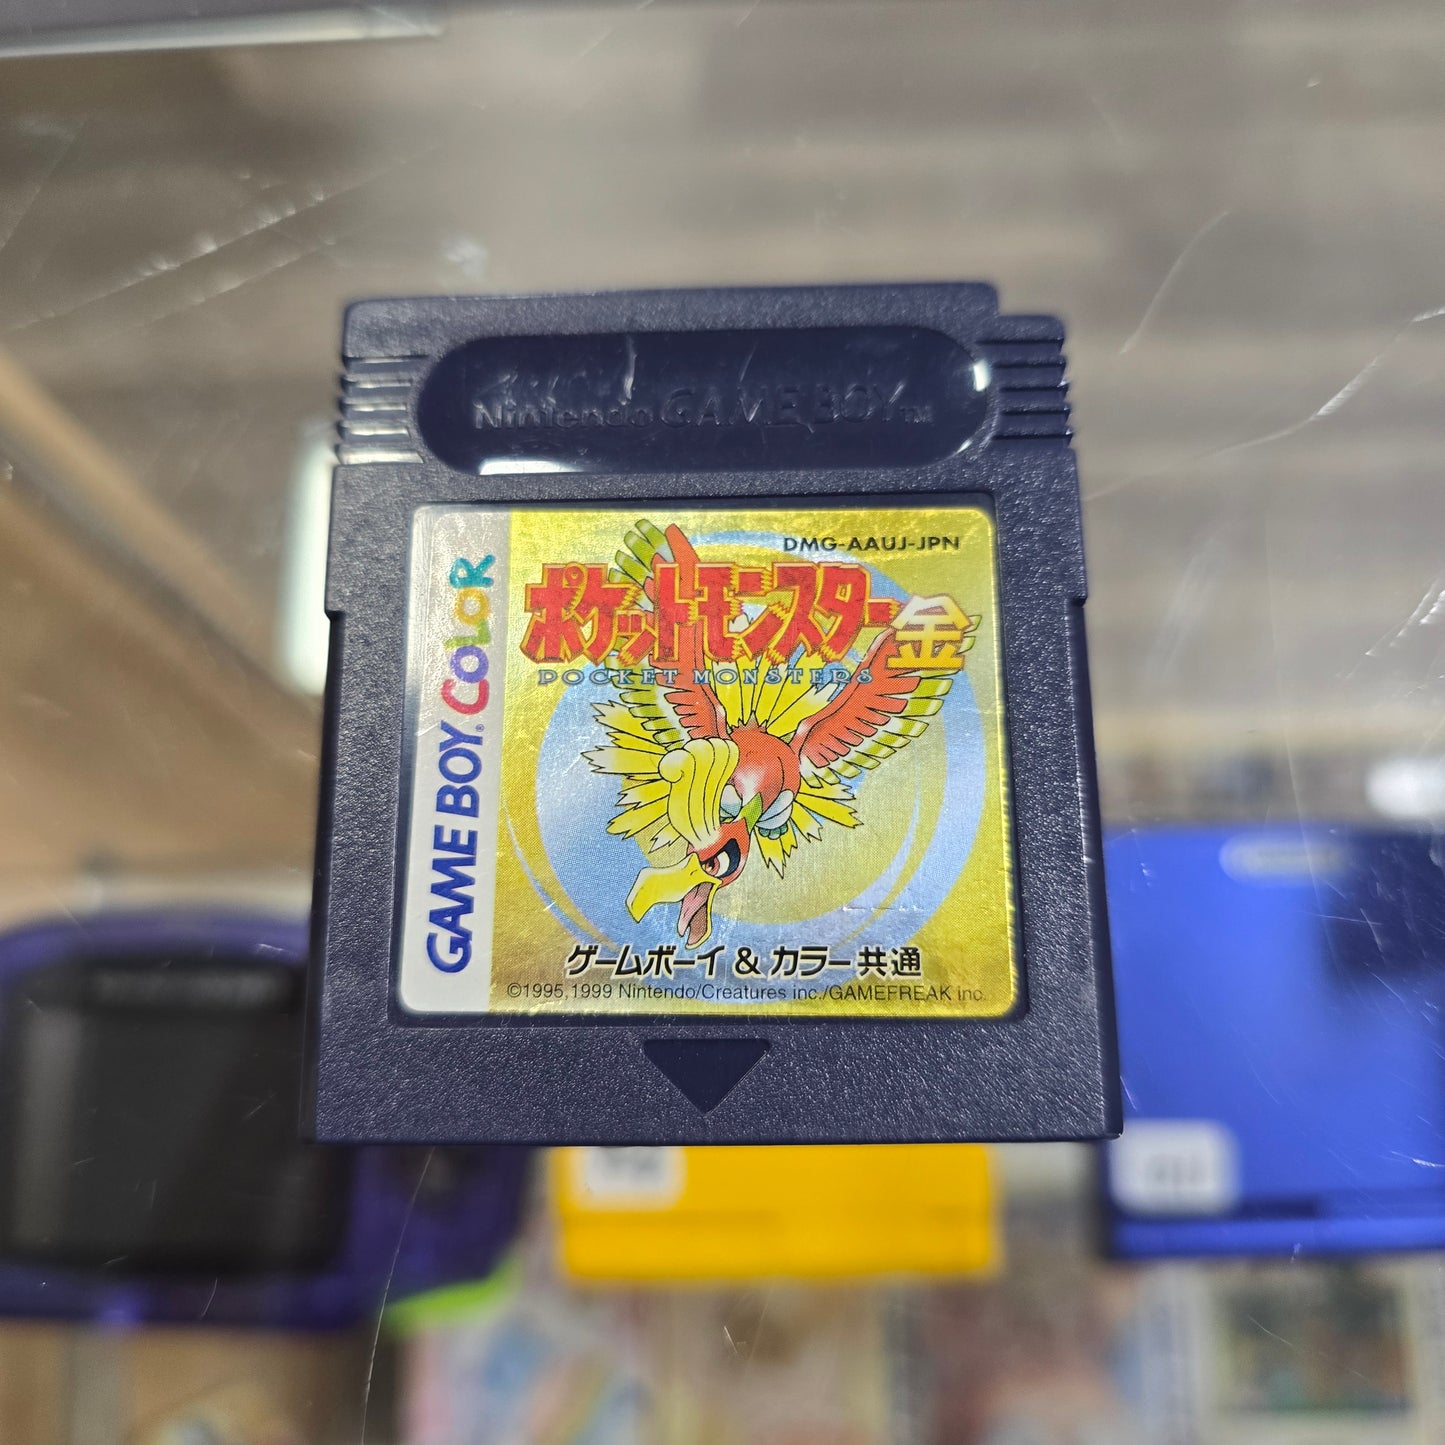 Nintendo GAME BOY TM
GAME BOY® COLOR
DMG-AAUJ-JPN
ポケットモンスター金
POCKET MONSTERS
ゲームボーイ & カラー共通
©1995,1999 Nintendo/Creatures inc./GAMEFREAK inc.